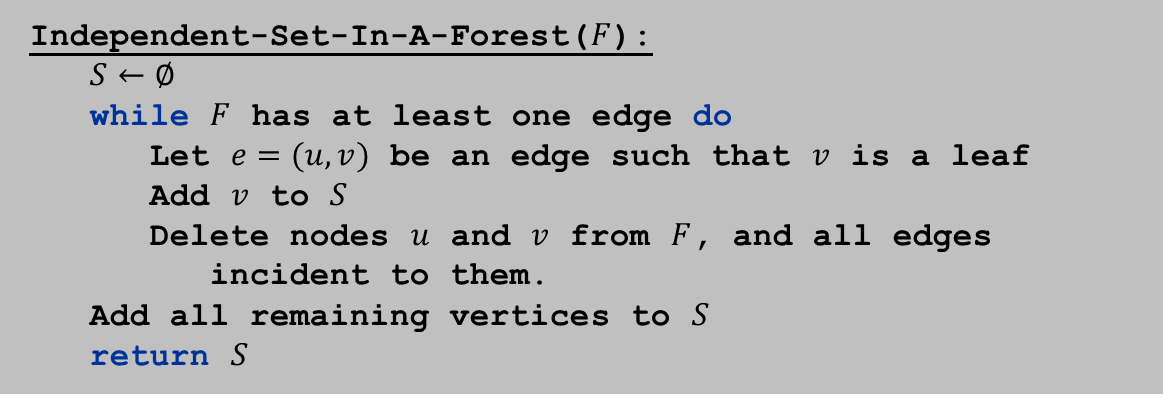 Independent-Set-In-A-Forest(F):
S ← ∅
while F has at least one edge do
Let e = (u, v) be an edge such that v is a leaf
Add v to S
Delete nodes u and v from F, and all edges
incident to them.
Add all remaining vertices to S
return S